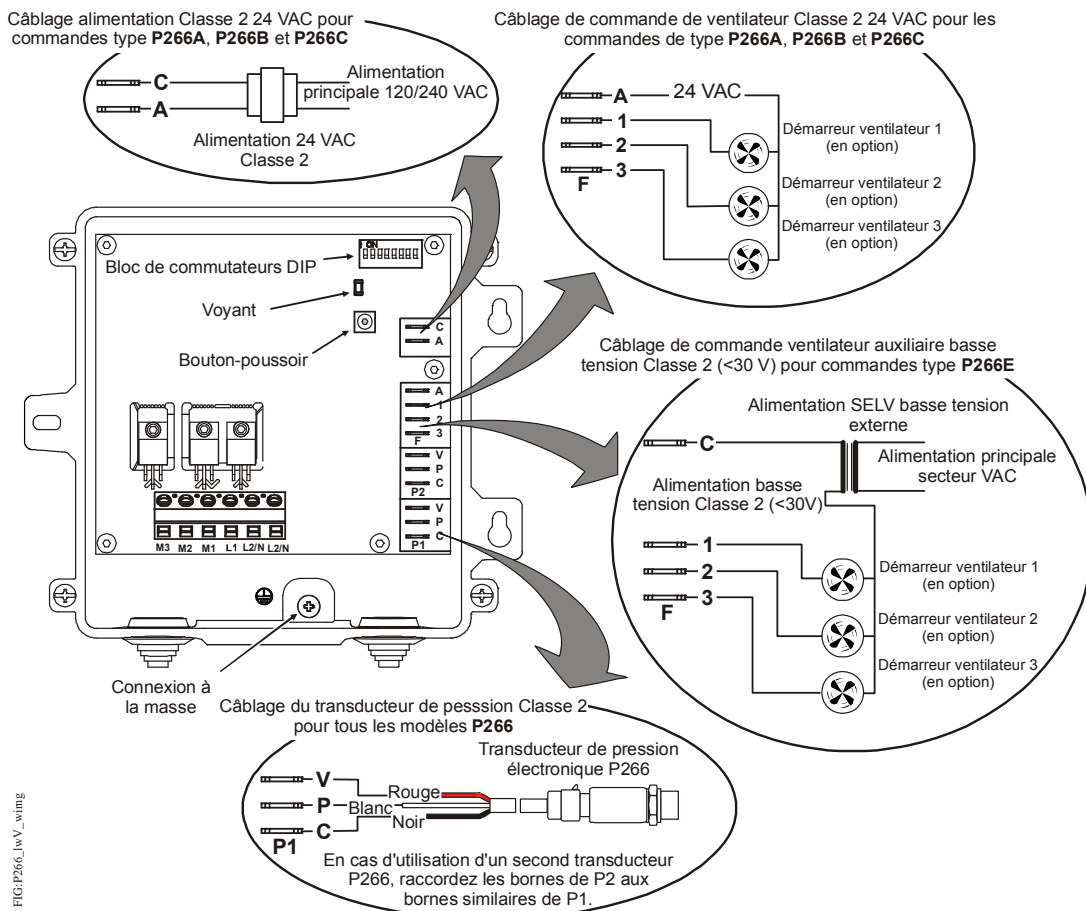 Câblage alimentation Classe 2 24 VAC pour
commandes type P266A, P266B et P266C
C
A
Alimentation
principale 120/240 VAC
Alimentation 24 VAC
Classe 2
Câblage de commande de ventilateur Classe 2 24 VAC pour les
commandes de type P266A, P266B et P266C
A
24 VAC
1
2
3
F
Démarreur ventilateur 1
(en option)
Démarreur ventilateur 2
(en option)
Démarreur ventilateur 3
(en option)
Bloc de commutateurs DIP
ON
Voyant
Bouton-poussoir
C
A
A
1
2
3
F
V
P
C
P2
V
P
C
P1
M3 M2 M1 L1 L2/N L2/N
Connexion à
la masse
Câblage de commande ventilateur auxiliaire basse
tension Classe 2 (<30 V) pour commandes type P266E
Alimentation SELV basse tension
externe
C
Alimentation principale
secteur VAC
Alimentation basse
tension Classe 2 (<30V)
1
2
3
F
Démarreur ventilateur 1
(en option)
Démarreur ventilateur 2
(en option)
Démarreur ventilateur 3
(en option)
Câblage du transducteur de pesssion Classe 2
pour tous les modèles P266
Transducteur de pression
électronique P266
V
Rouge
P
Blanc
Noir
C
P1
En cas d'utilisation d'un second transducteur
P266, raccordez les bornes de P2 aux
bornes similaires de P1.
FIG:P266_lwV_wimg